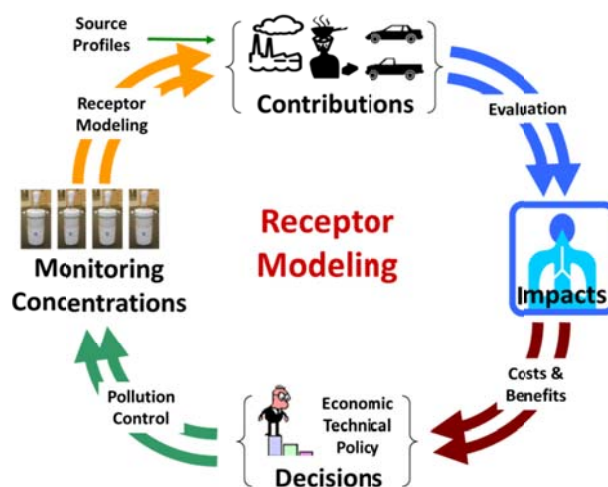 Source
Profiles
Receptor
Modeling
Contributions
Evaluation
Receptor
Modeling
Monitoring
Concentrations
Impacts
Costs &
Benefits
Pollution
Control
Economic
Technical
Policy
Decisions